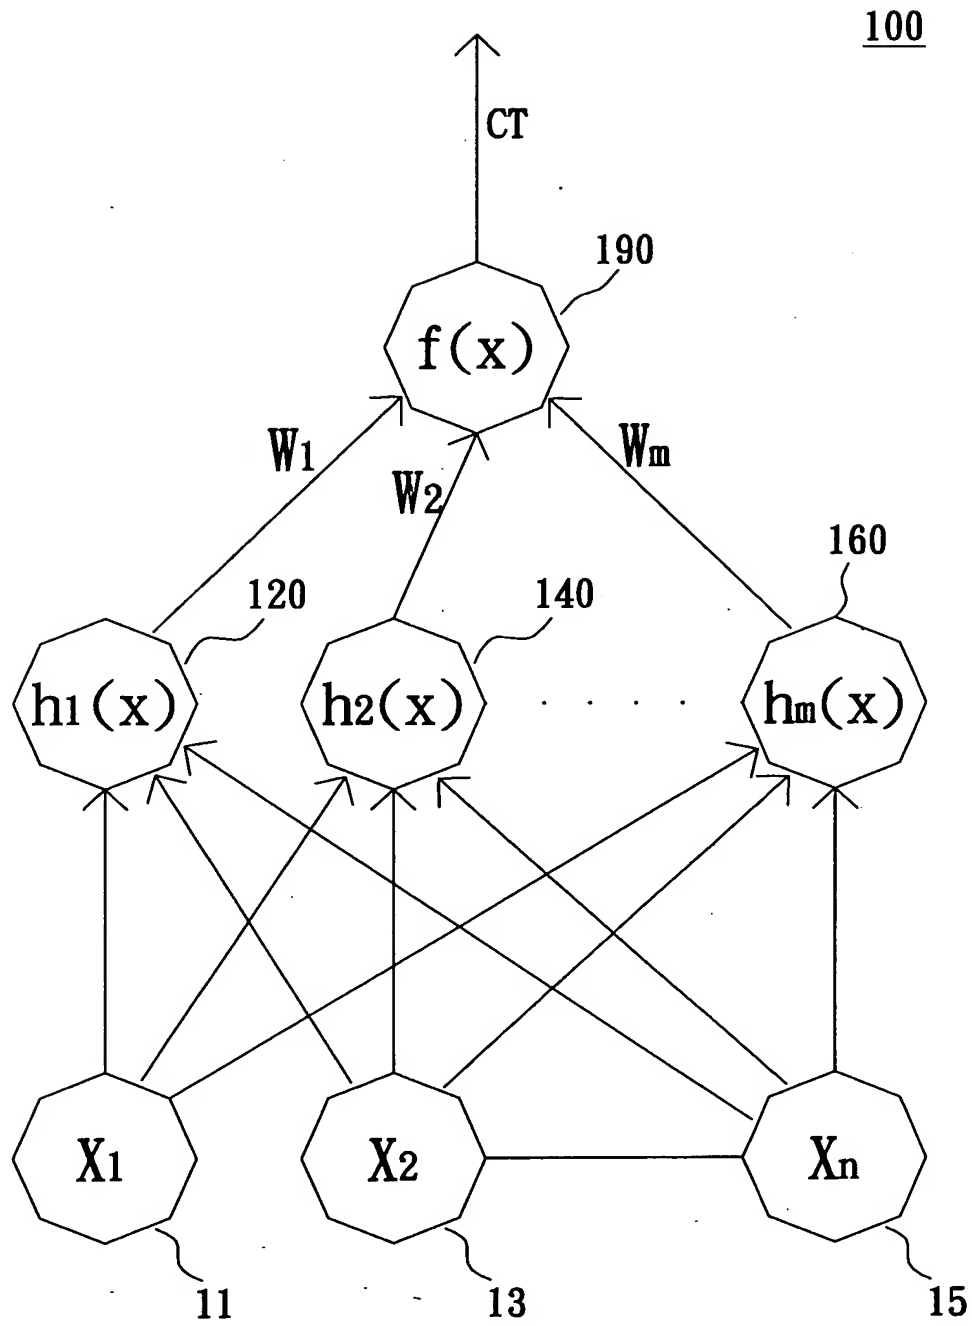 100
CT
190
f(x)
W1
W2
Wm
120
140
160
h1(x)
h2(x)
. . . .
hm(x)
X1
X2
Xn
11
13
15